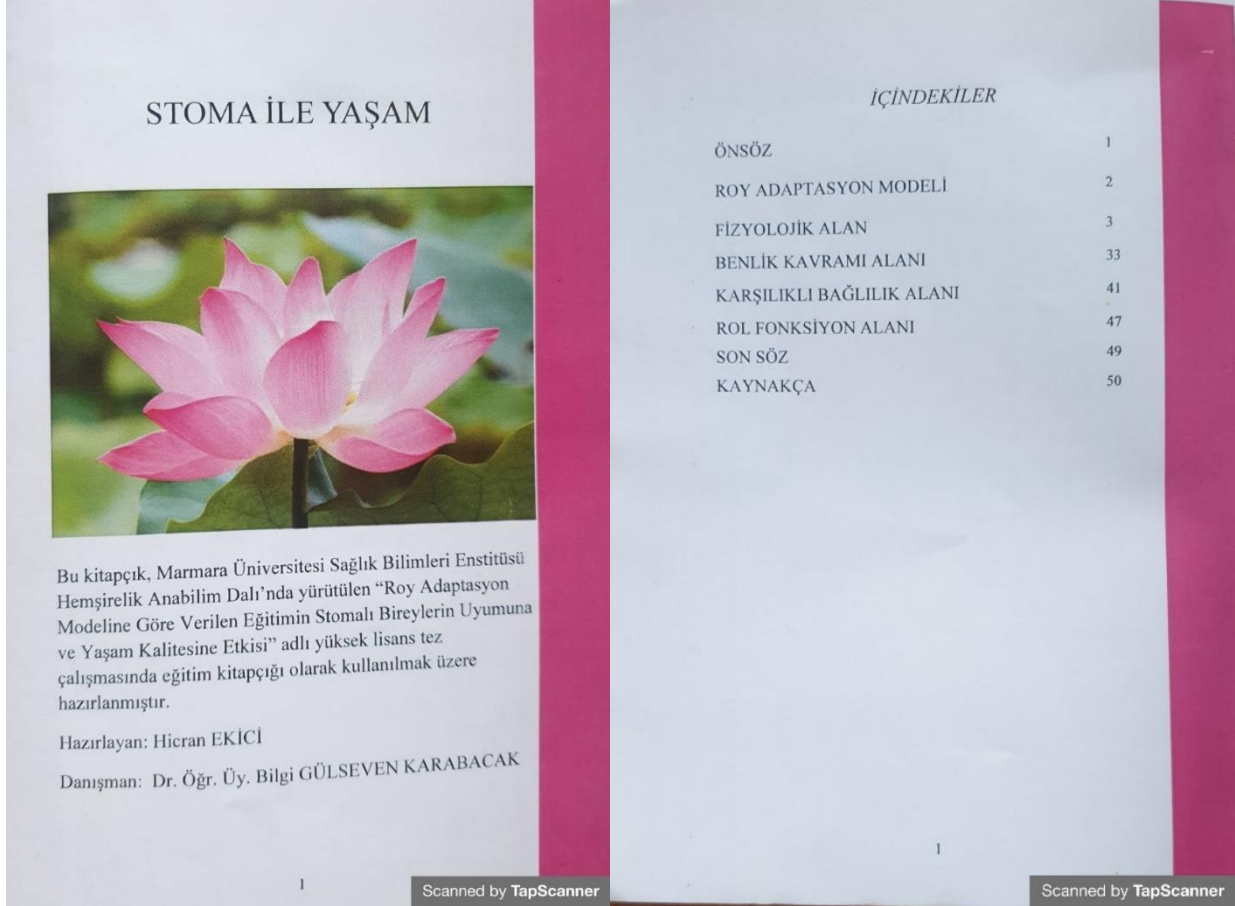 STOMA İLE YAŞAM
Bu kitapçık, Marmara Üniversitesi Sağlık Bilimleri Enstitüsü
Hemşirelik Anabilim Dalı’nda yürütülen “Roy Adaptasyon
Modeline Göre Verilen Eğitimin Stomalı Bireylerin Uyumuna
ve Yaşam Kalitesine Etkisi” adlı yüksek lisans tez
çalışmasında eğitim kitapçığı olarak kullanılmak üzere
hazırlanmıştır.
Hazırlayan: Hicran EKİCİ
Danışman: Dr. Öğr. Üy. Bilgi GÜLSEVEN KARABACAK
1
Scanned by TapScanner
İÇİNDEKİLER
ÖNSÖZ 1
ROY ADAPTASYON MODELİ 2
FİZYOLOJİK ALAN 3
BENLİK KAVRAMI ALANI 33
KARŞILIKLI BAĞLILIK ALANI 41
ROL FONKSİYON ALANI 47
SON SÖZ 49
KAYNAKÇA 50
1
Scanned by TapScanner